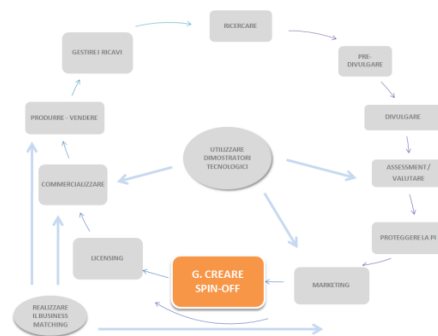 RICERCARE
GESTIRE I RICAVI
PRE-
DIVULGARE
PRODURRE - VENDERE
DIVULGARE
UTILIZZARE
DIMOSTRATORI
TECNOLOGICI
COMMERCIALIZZARE
ASSESSMENT /
VALUTARE
PROTEGGERE LA PI
LICENSING
G. CREARE
SPIN-OFF
MARKETING
REALIZZARE
IL BUSINESS
MATCHING